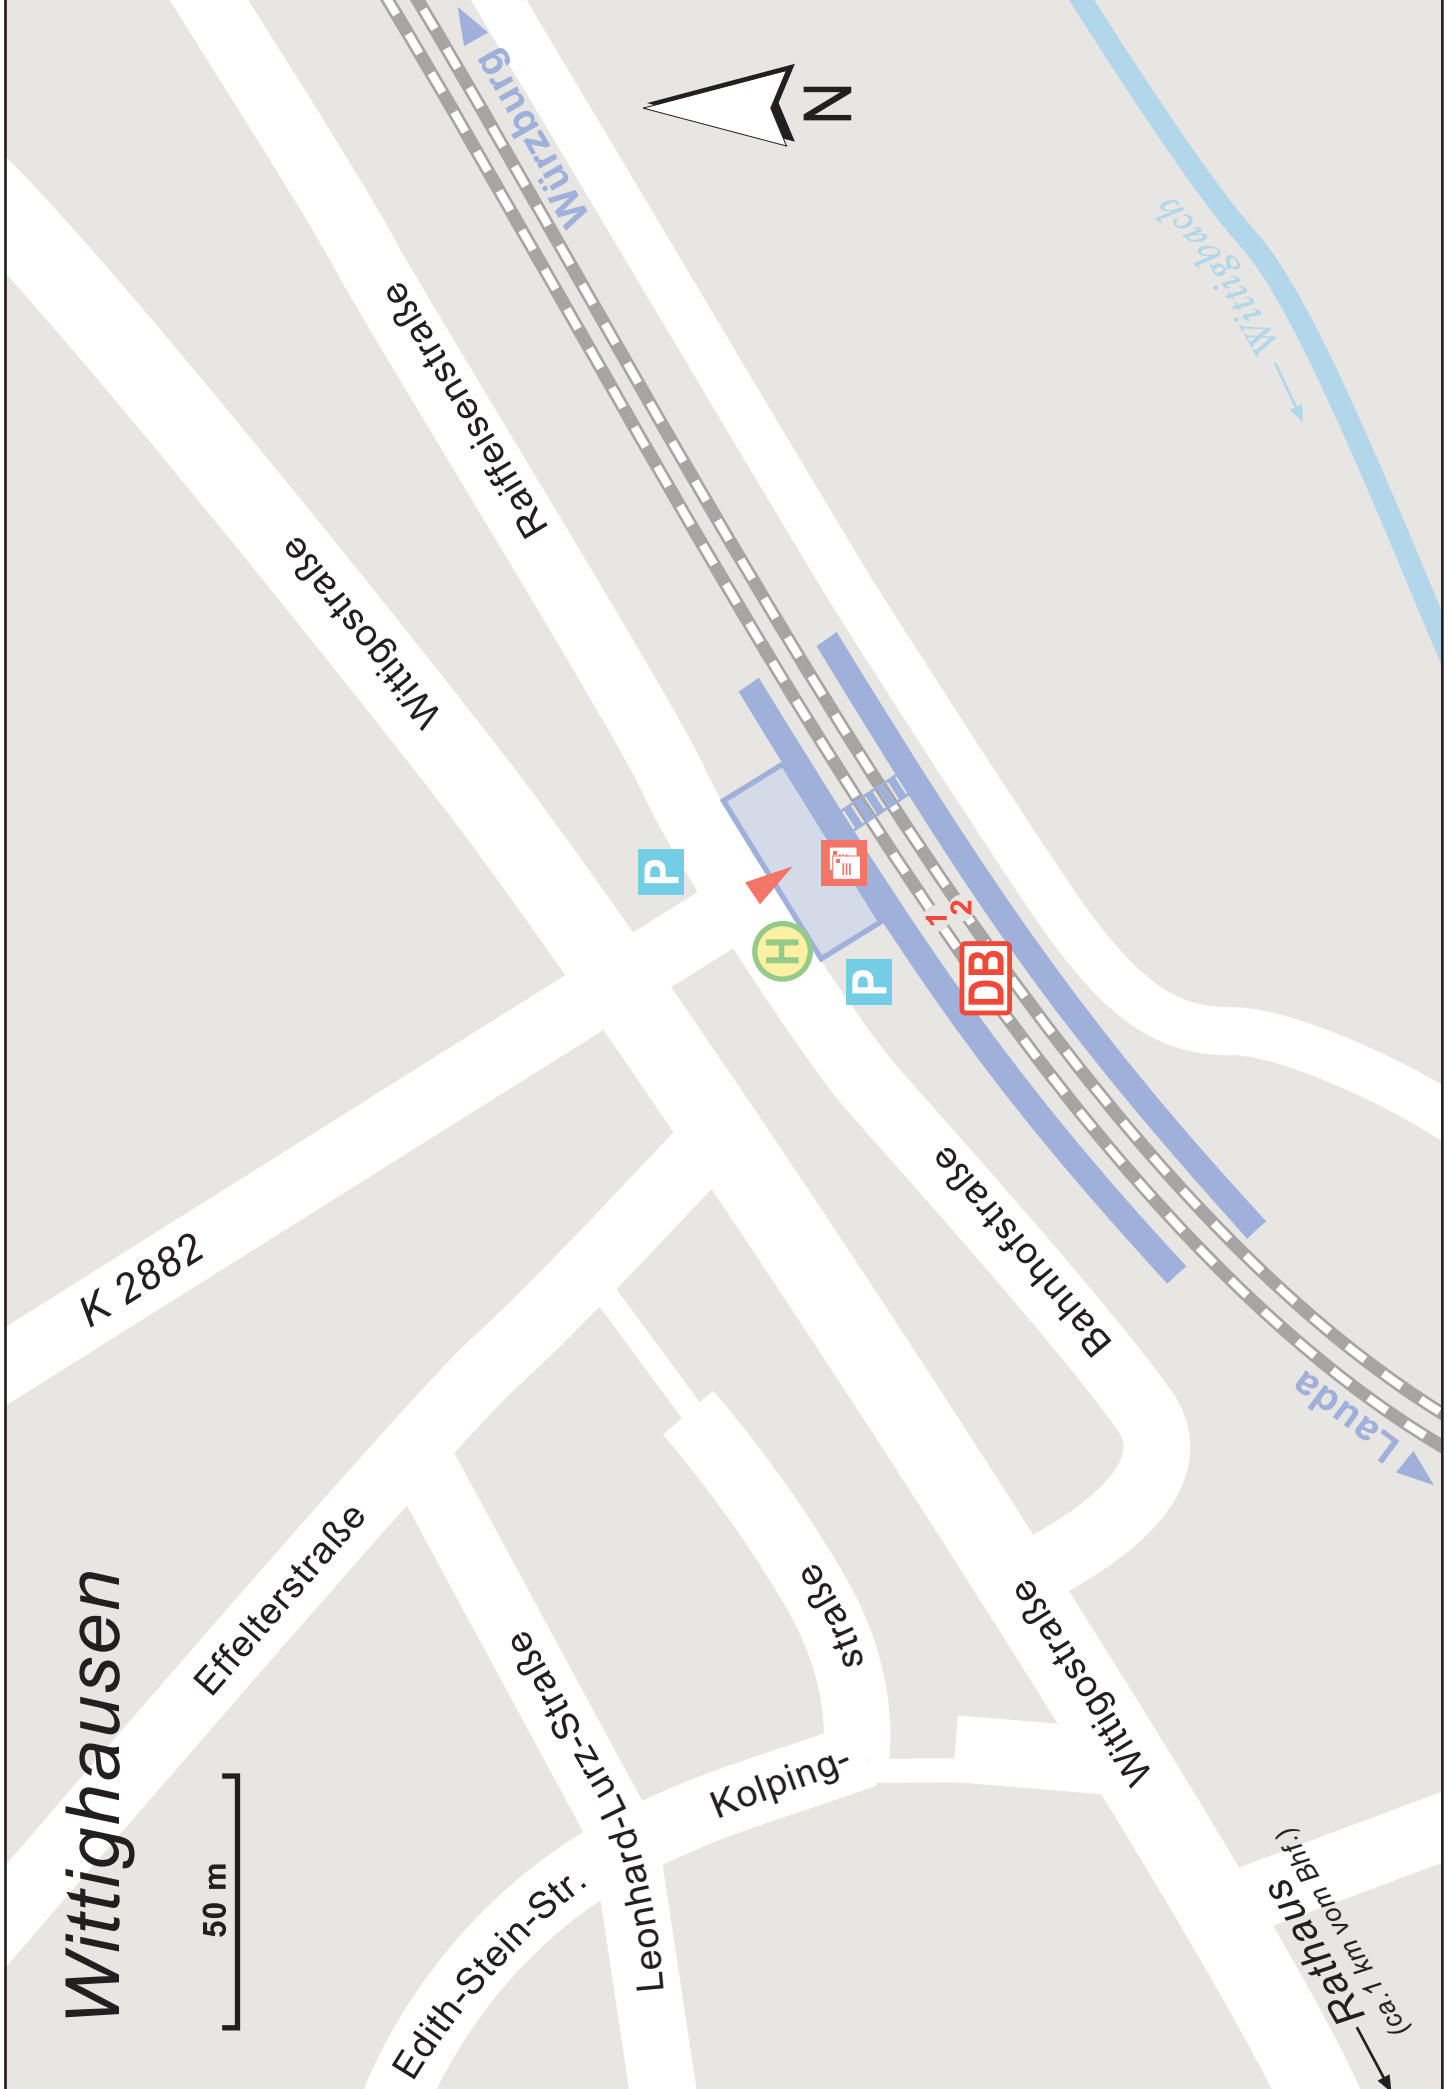 Wittighausen
50 m
K 2882
Effelterstraße
Edith-Stein-Str.
Leonhard-Lurz-Straße
Kolping-
straße
Wittigostraße
Rathaus
(ca.1 km vom Bhf.)
Wittigostraße
Raiffeisenstraße
Bahnhofstraße
P
H
P
1
2
DB
Würzburg
Lauda
N
Wittigbach